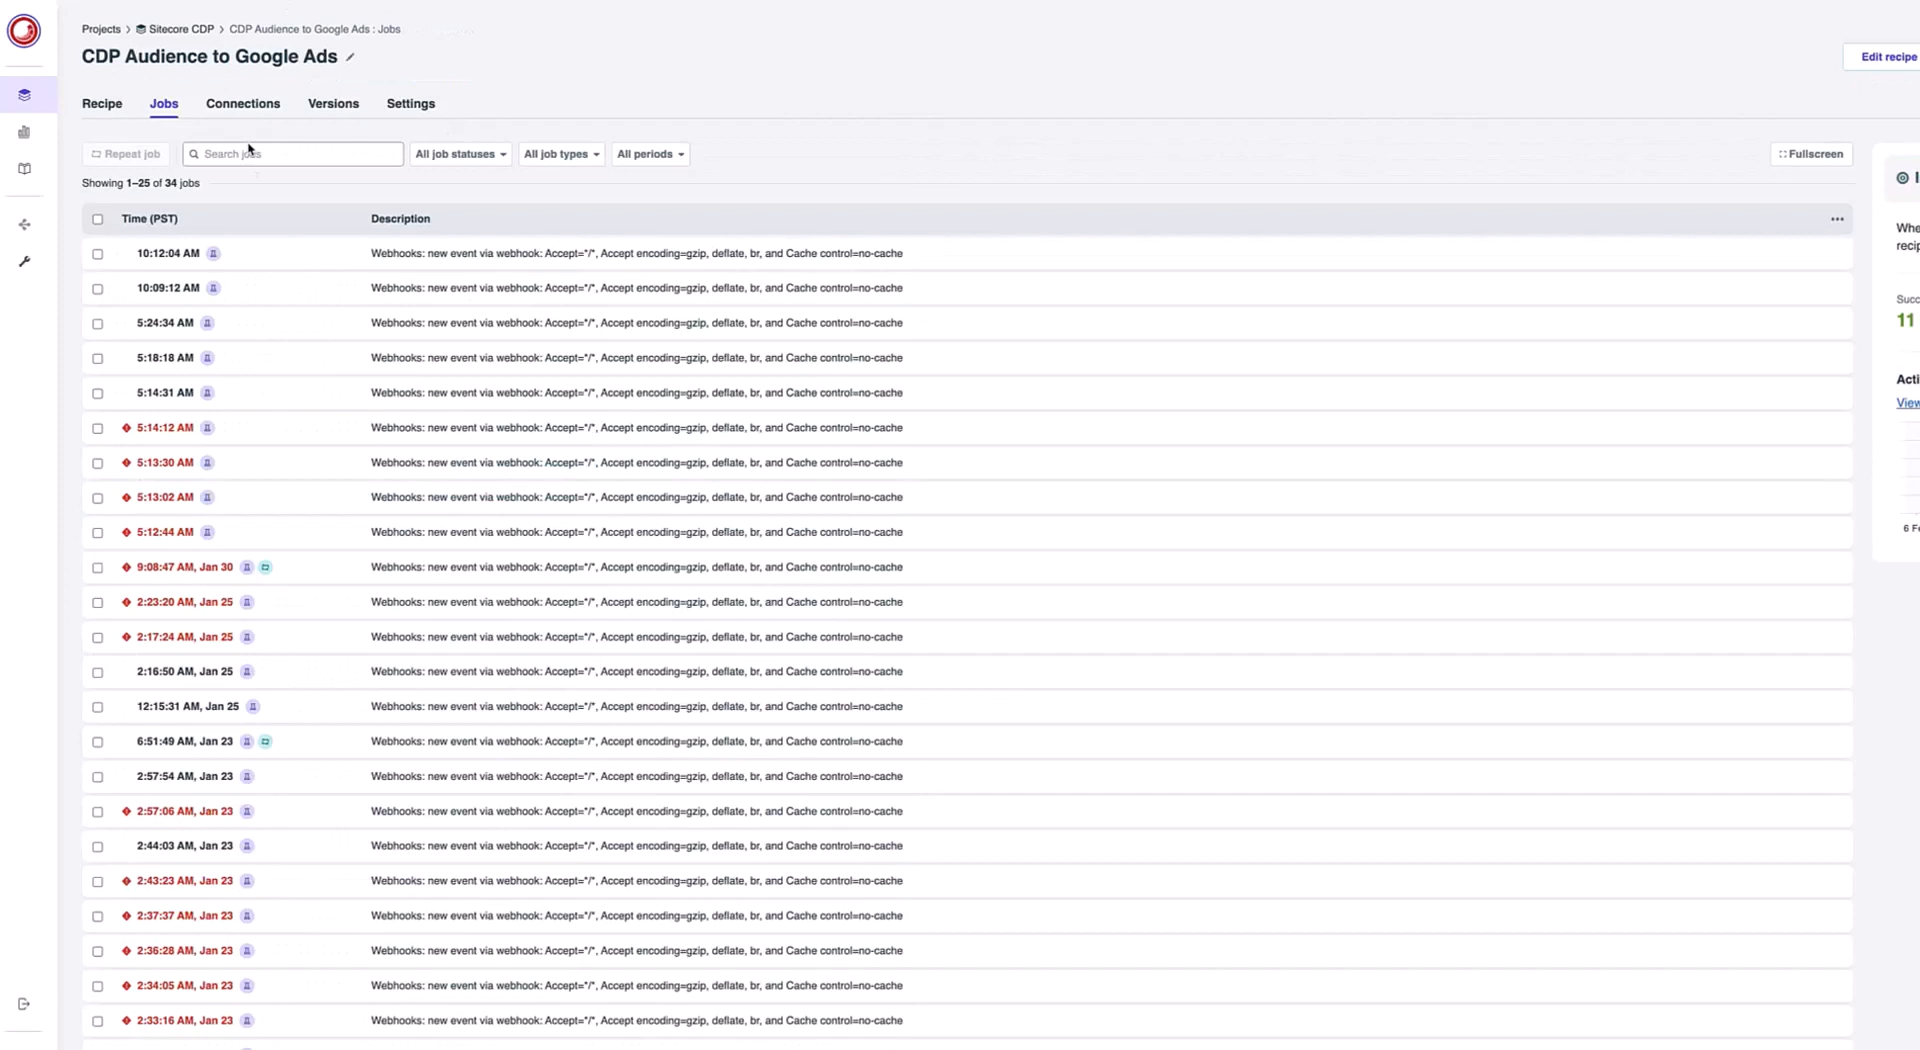 Projects > Sitecore CDP > CDP Audience to Google Ads : Jobs
CDP Audience to Google Ads
Edit recipe
Recipe Jobs Connections Versions Settings
Repeat job Search jobs All job statuses All job types All periods Fullscreen
Showing 1–25 of 34 jobs
Time (PST) Description
10:12:04 AM Webhooks: new event via webhook: Accept="/", Accept encoding=gzip, deflate, br, and Cache control=no-cache
10:09:12 AM Webhooks: new event via webhook: Accept="/", Accept encoding=gzip, deflate, br, and Cache control=no-cache
5:24:34 AM Webhooks: new event via webhook: Accept="/", Accept encoding=gzip, deflate, br, and Cache control=no-cache
5:18:18 AM Webhooks: new event via webhook: Accept="/", Accept encoding=gzip, deflate, br, and Cache control=no-cache
5:14:31 AM Webhooks: new event via webhook: Accept="/", Accept encoding=gzip, deflate, br, and Cache control=no-cache
5:14:12 AM Webhooks: new event via webhook: Accept="/", Accept encoding=gzip, deflate, br, and Cache control=no-cache
5:13:30 AM Webhooks: new event via webhook: Accept="/", Accept encoding=gzip, deflate, br, and Cache control=no-cache
5:13:02 AM Webhooks: new event via webhook: Accept="/", Accept encoding=gzip, deflate, br, and Cache control=no-cache
5:12:44 AM Webhooks: new event via webhook: Accept="/", Accept encoding=gzip, deflate, br, and Cache control=no-cache
9:08:47 AM, Jan 30 Webhooks: new event via webhook: Accept="/", Accept encoding=gzip, deflate, br, and Cache control=no-cache
2:23:20 AM, Jan 25 Webhooks: new event via webhook: Accept="/", Accept encoding=gzip, deflate, br, and Cache control=no-cache
2:17:24 AM, Jan 25 Webhooks: new event via webhook: Accept="/", Accept encoding=gzip, deflate, br, and Cache control=no-cache
2:16:50 AM, Jan 25 Webhooks: new event via webhook: Accept="/", Accept encoding=gzip, deflate, br, and Cache control=no-cache
12:15:31 AM, Jan 25 Webhooks: new event via webhook: Accept="/", Accept encoding=gzip, deflate, br, and Cache control=no-cache
6:51:49 AM, Jan 23 Webhooks: new event via webhook: Accept="/", Accept encoding=gzip, deflate, br, and Cache control=no-cache
2:57:54 AM, Jan 23 Webhooks: new event via webhook: Accept="/", Accept encoding=gzip, deflate, br, and Cache control=no-cache
2:57:06 AM, Jan 23 Webhooks: new event via webhook: Accept="/", Accept encoding=gzip, deflate, br, and Cache control=no-cache
2:44:03 AM, Jan 23 Webhooks: new event via webhook: Accept="/", Accept encoding=gzip, deflate, br, and Cache control=no-cache
2:43:23 AM, Jan 23 Webhooks: new event via webhook: Accept="/", Accept encoding=gzip, deflate, br, and Cache control=no-cache
2:37:37 AM, Jan 23 Webhooks: new event via webhook: Accept="/", Accept encoding=gzip, deflate, br, and Cache control=no-cache
2:36:28 AM, Jan 23 Webhooks: new event via webhook: Accept="/", Accept encoding=gzip, deflate, br, and Cache control=no-cache
2:34:05 AM, Jan 23 Webhooks: new event via webhook: Accept="/", Accept encoding=gzip, deflate, br, and Cache control=no-cache
2:33:16 AM, Jan 23 Webhooks: new event via webhook: Accept="/", Accept encoding=gzip, deflate, br, and Cache control=no-cache
Whe
recip
Succ
11
Acti
View
6 Fe